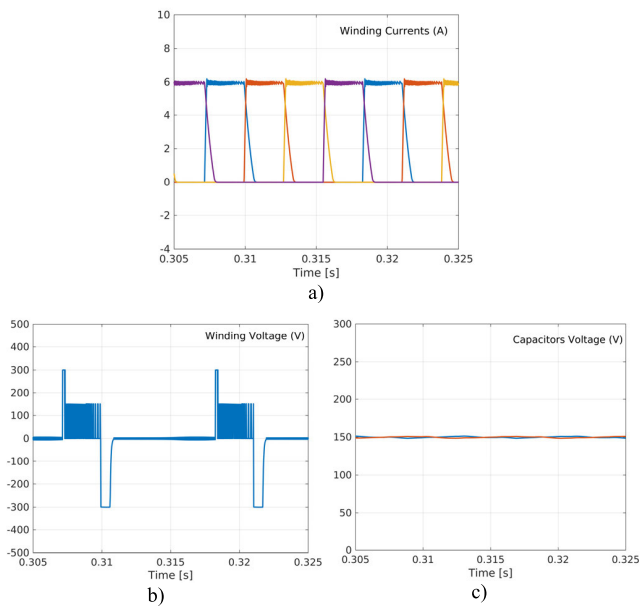 10
8
6
4
2
0
-2
-4
Winding Currents (A)
0.305 0.31 0.315 0.32 0.325
Time [s]
a)
500
400
300
200
100
0
-100
-200
-300
-400
-500
Winding Voltage (V)
0.305 0.31 0.315 0.32 0.325
Time [s]
b)
300
250
200
150
100
50
0
Capacitors Voltage (V)
0.305 0.31 0.315 0.32 0.325
Time [s]
c)